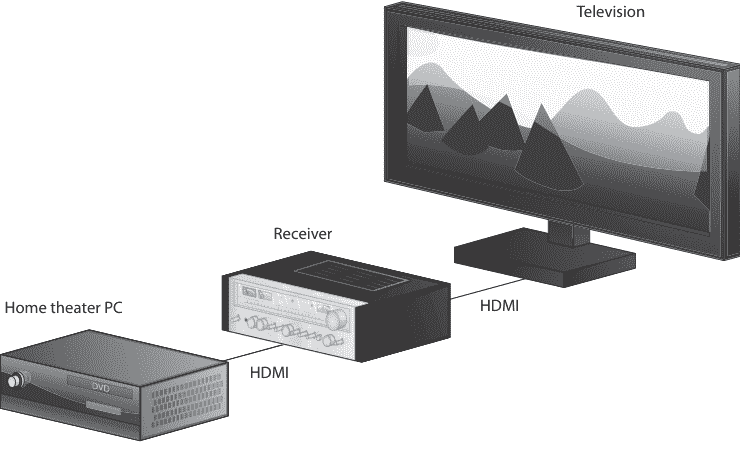 Television
Receiver
HDMI
Home theater PC
HDMI
DVD